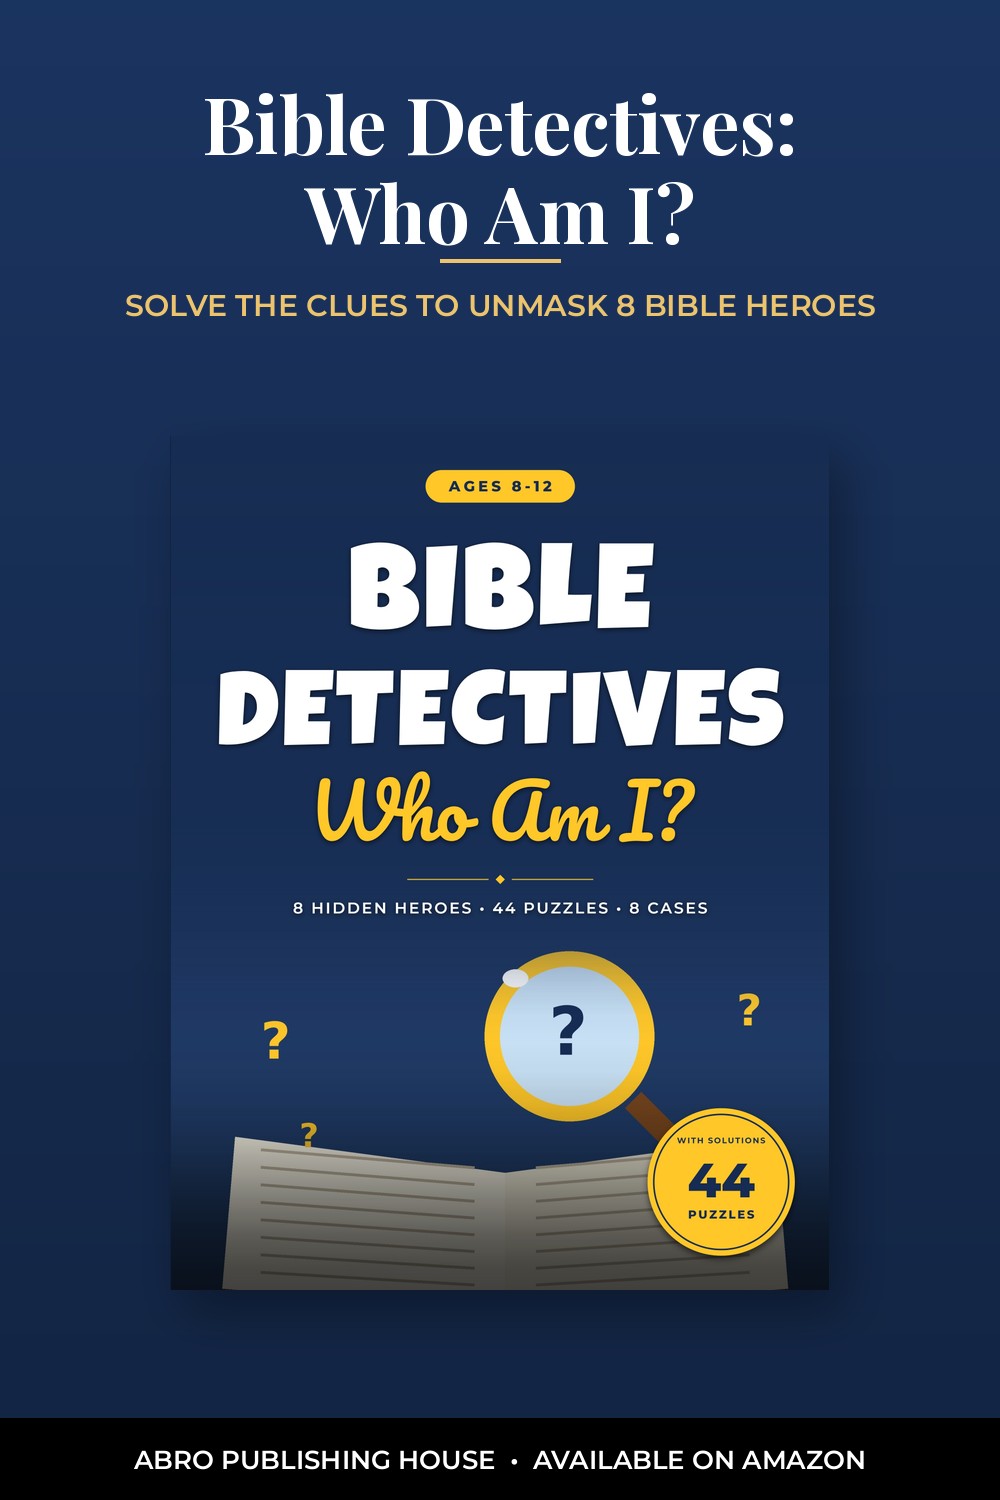 Bible Detectives:
Who Am I?
SOLVE THE CLUES TO UNMASK 8 BIBLE HEROES
AGES 8-12
BIBLE
DETECTIVES
Who Am I?
8 HIDDEN HEROES • 44 PUZZLES • 8 CASES
?
?
?
?
WITH SOLUTIONS
44
PUZZLES
ABRO PUBLISHING HOUSE • AVAILABLE ON AMAZON